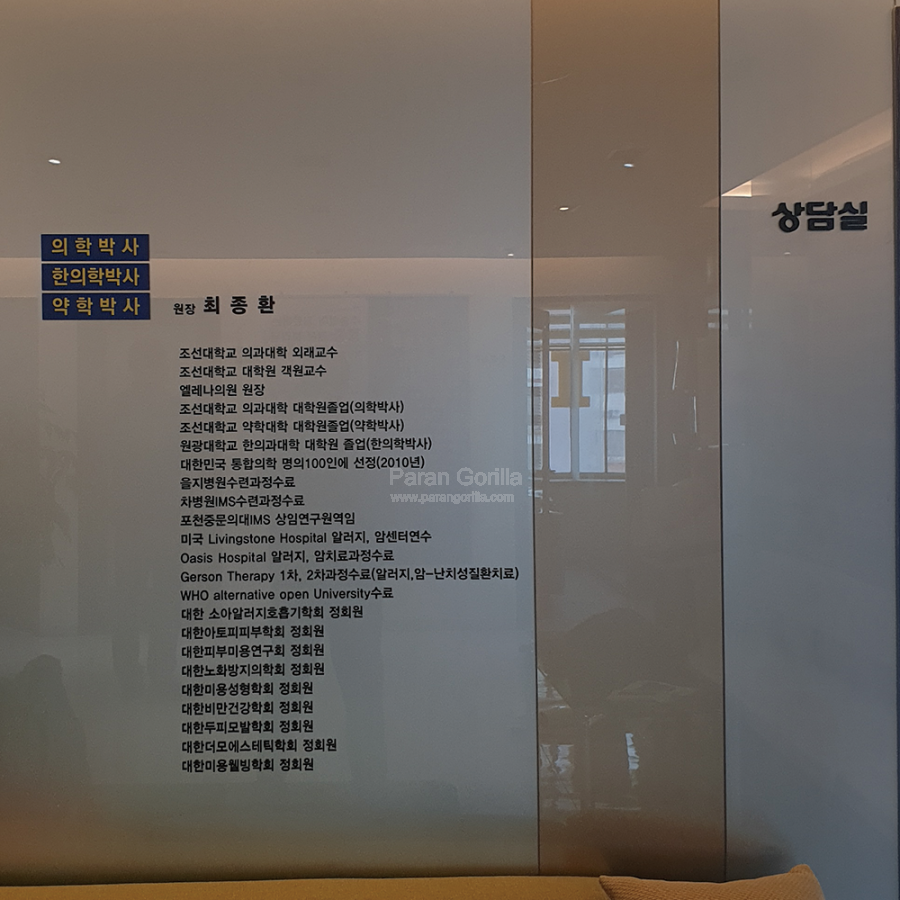 상담실
의학박사
한의학박사
약학박사
원장 최종환
조선대학교 의과대학 외래교수
조선대학교 대학원 객원교수
엘레나의원 원장
조선대학교 의과대학 대학원졸업(의학박사)
조선대학교 약학대학 대학원졸업(약학박사)
원광대학교 한의과대학 대학원 졸업(한의학박사)
대한민국 통합의학 명의100인에 선정(2010년)
을지병원수련과정수료
차병원IMS수련과정수료
포천중문의대IMS 상임연구원역임
미국 Livingstone Hospital 알러지, 암센터연수
Oasis Hospital 알러지, 암치료과정수료
Gerson Therapy 1차, 2차과정수료(알러지,암-난치성질환치료)
WHO alternative open University수료
대한 소아알러지호흡기학회 정회원
대한아토피피부학회 정회원
대한피부미용연구회 정회원
대한노화방지의학회 정회원
대한미용성형학회 정회원
대한비만건강학회 정회원
대한두피모발학회 정회원
대한더모에스테틱학회 정회원
대한미용웰빙학회 정회원
Paran Gorilla
www.parangorilla.com